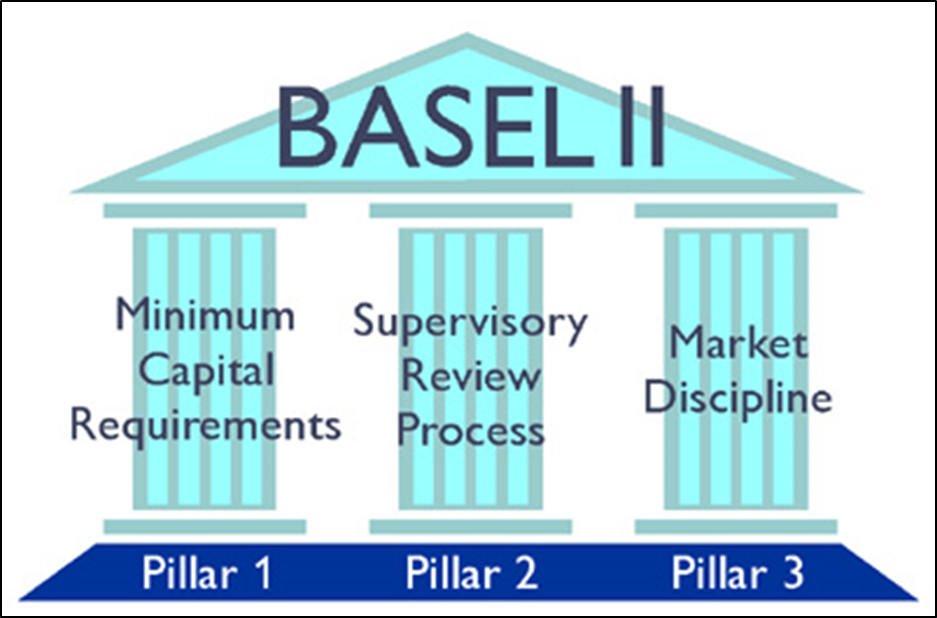 BASEL II
Minimum
Capital
Requirements
Supervisory
Review
Process
Market
Discipline
Pillar 1
Pillar 2
Pillar 3